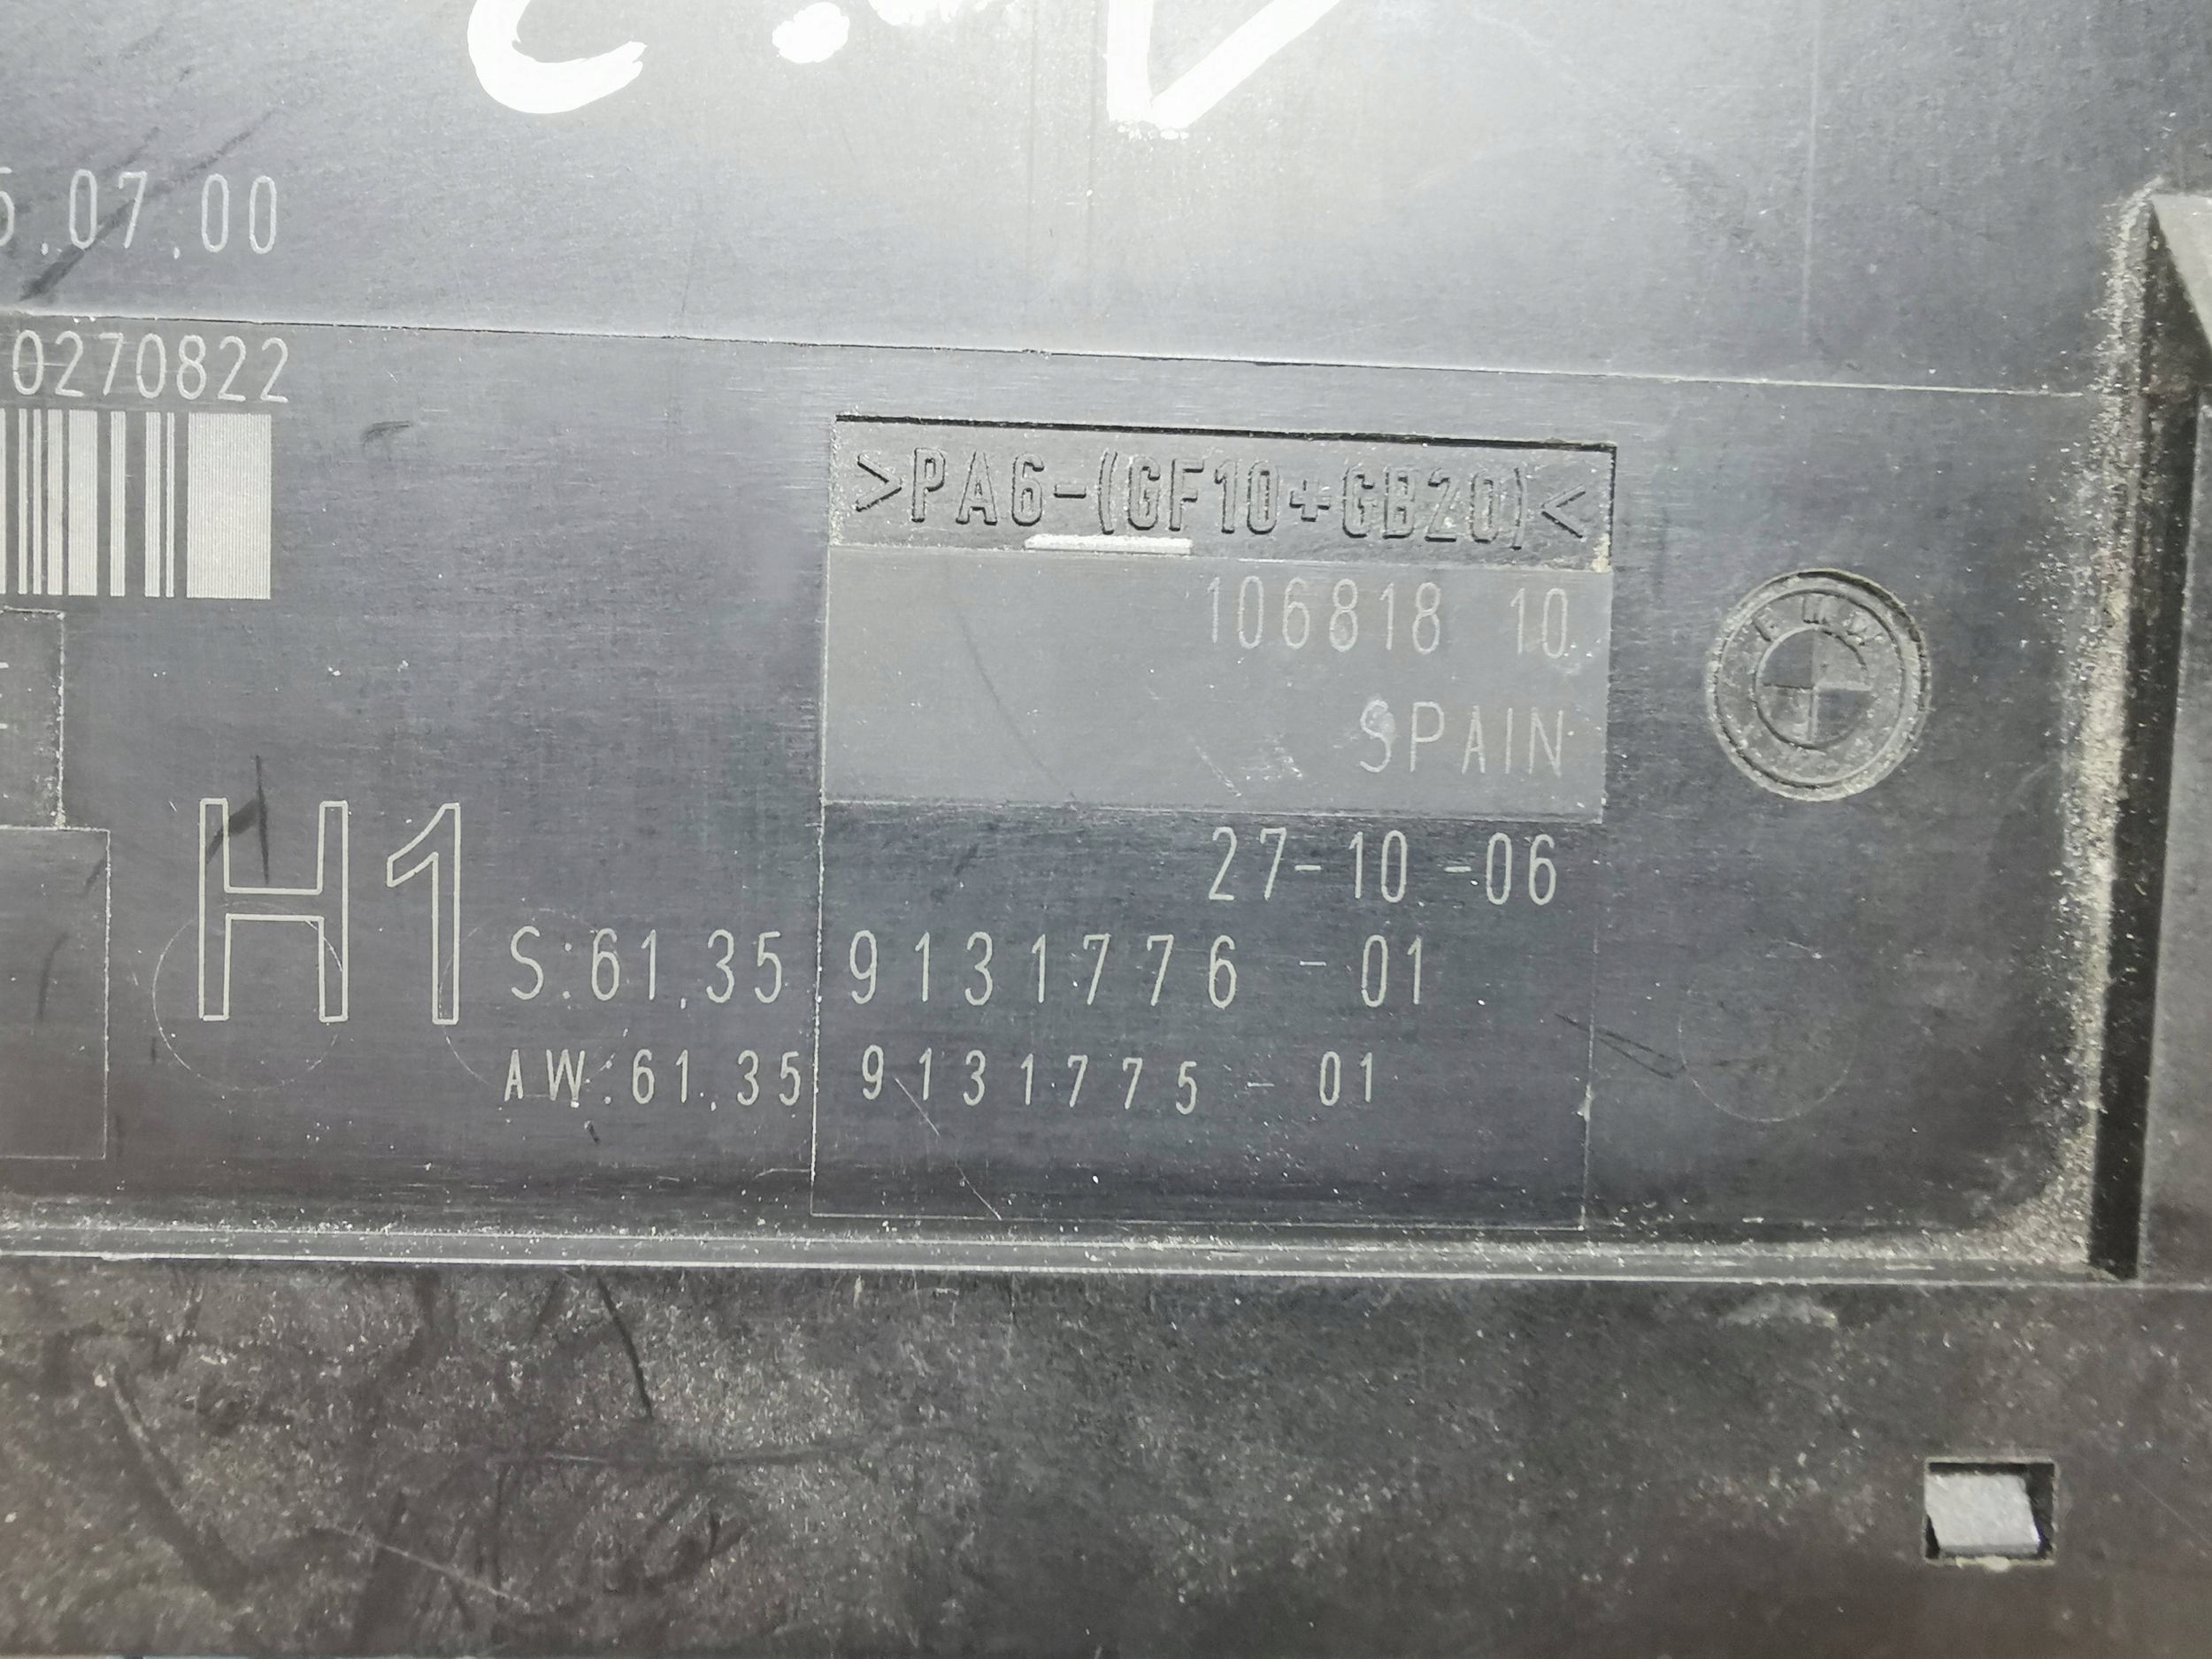 .07.00
0270822
>PA6-(GF10+GB20)<
106818 10
SPAIN
BMW
27-10-06
H1
S:61.35 9131776-01
AW:61.35 9131775-01